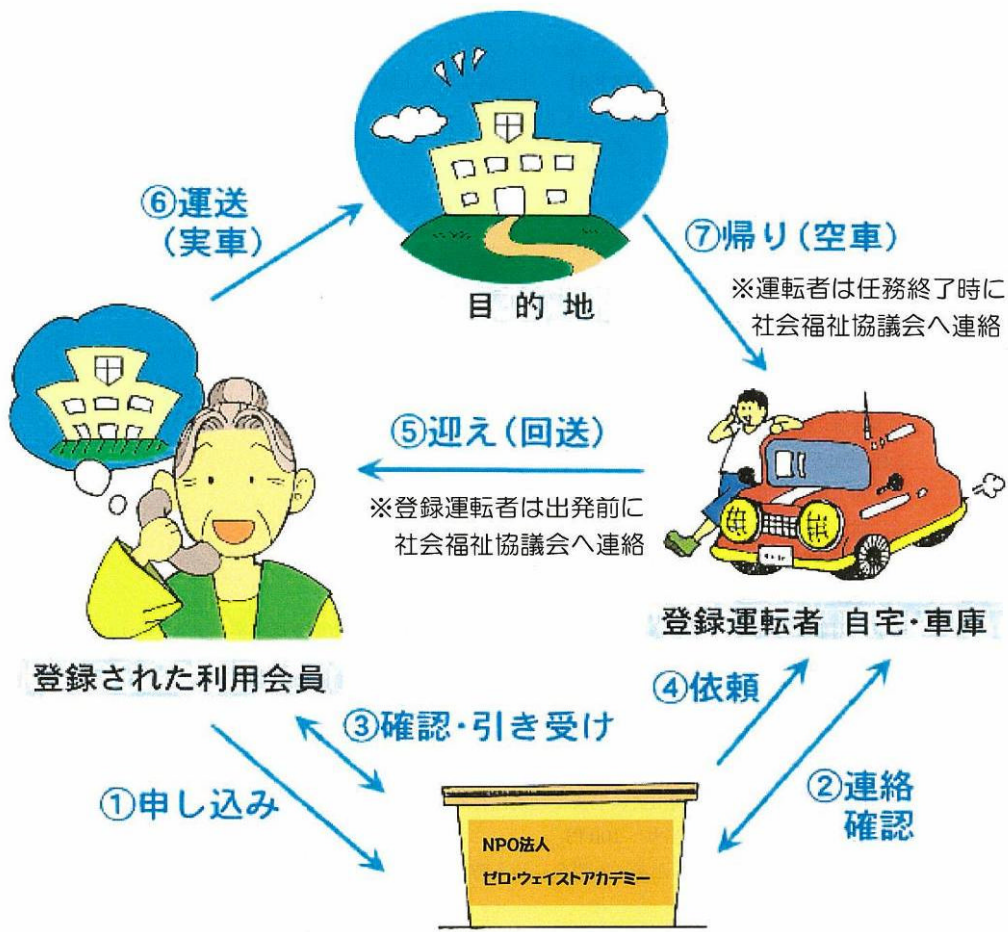 ⑥運送
(実車)
⑦帰り(空車)
※運転者は任務終了時に
社会福祉協議会へ連絡
目的地
⑤迎え(回送)
※登録運転者は出発前に
社会福祉協議会へ連絡
登録された利用会員
登録運転者 自宅・車庫
④依頼
③確認・引き受け
①申し込み
②連絡
確認
NPO法人
ゼロ・ウェイストアカデミー